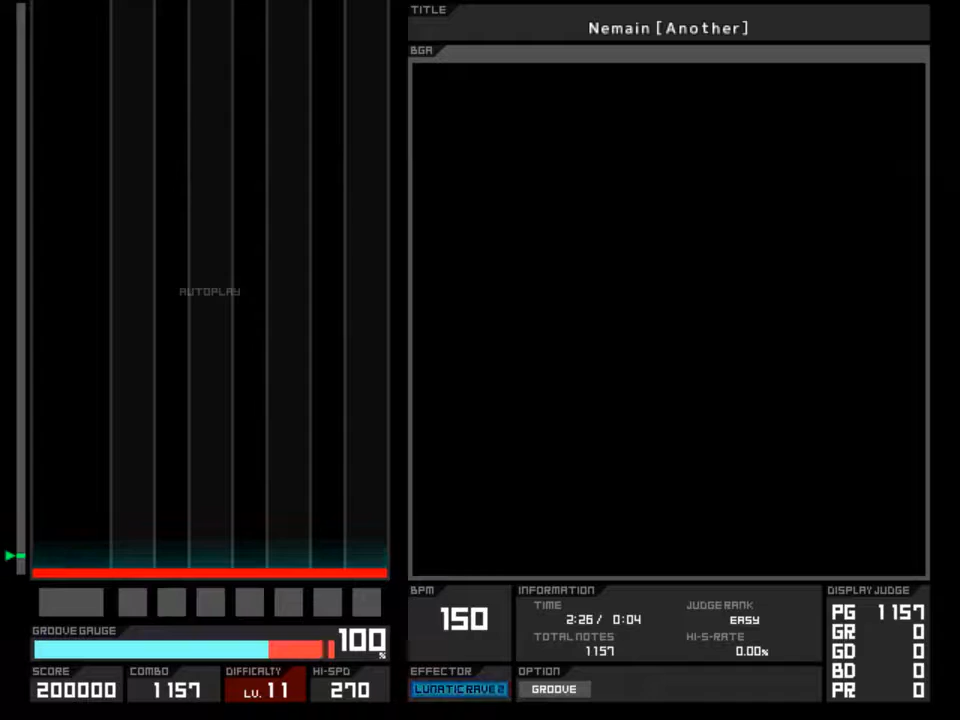 TITLE
Nemain [Another]
BGA
AUTOPLAY
GROOVE GAUGE
100 %
SCORE
200000
COMBO
1157
DIFFICALTY
LV. 11
HI-SPD
270
BPM
150
EFFECTOR
LUNATIC RAVE 2
INFORMATION
TIME
2:26 / 0:04
JUDGE RANK
EASY
TOTAL NOTES
1157
HI-S-RATE
0.00%
OPTION
GROOVE
DISPLAY JUDGE
PG 1157
GR 0
GD 0
BD 0
PR 0